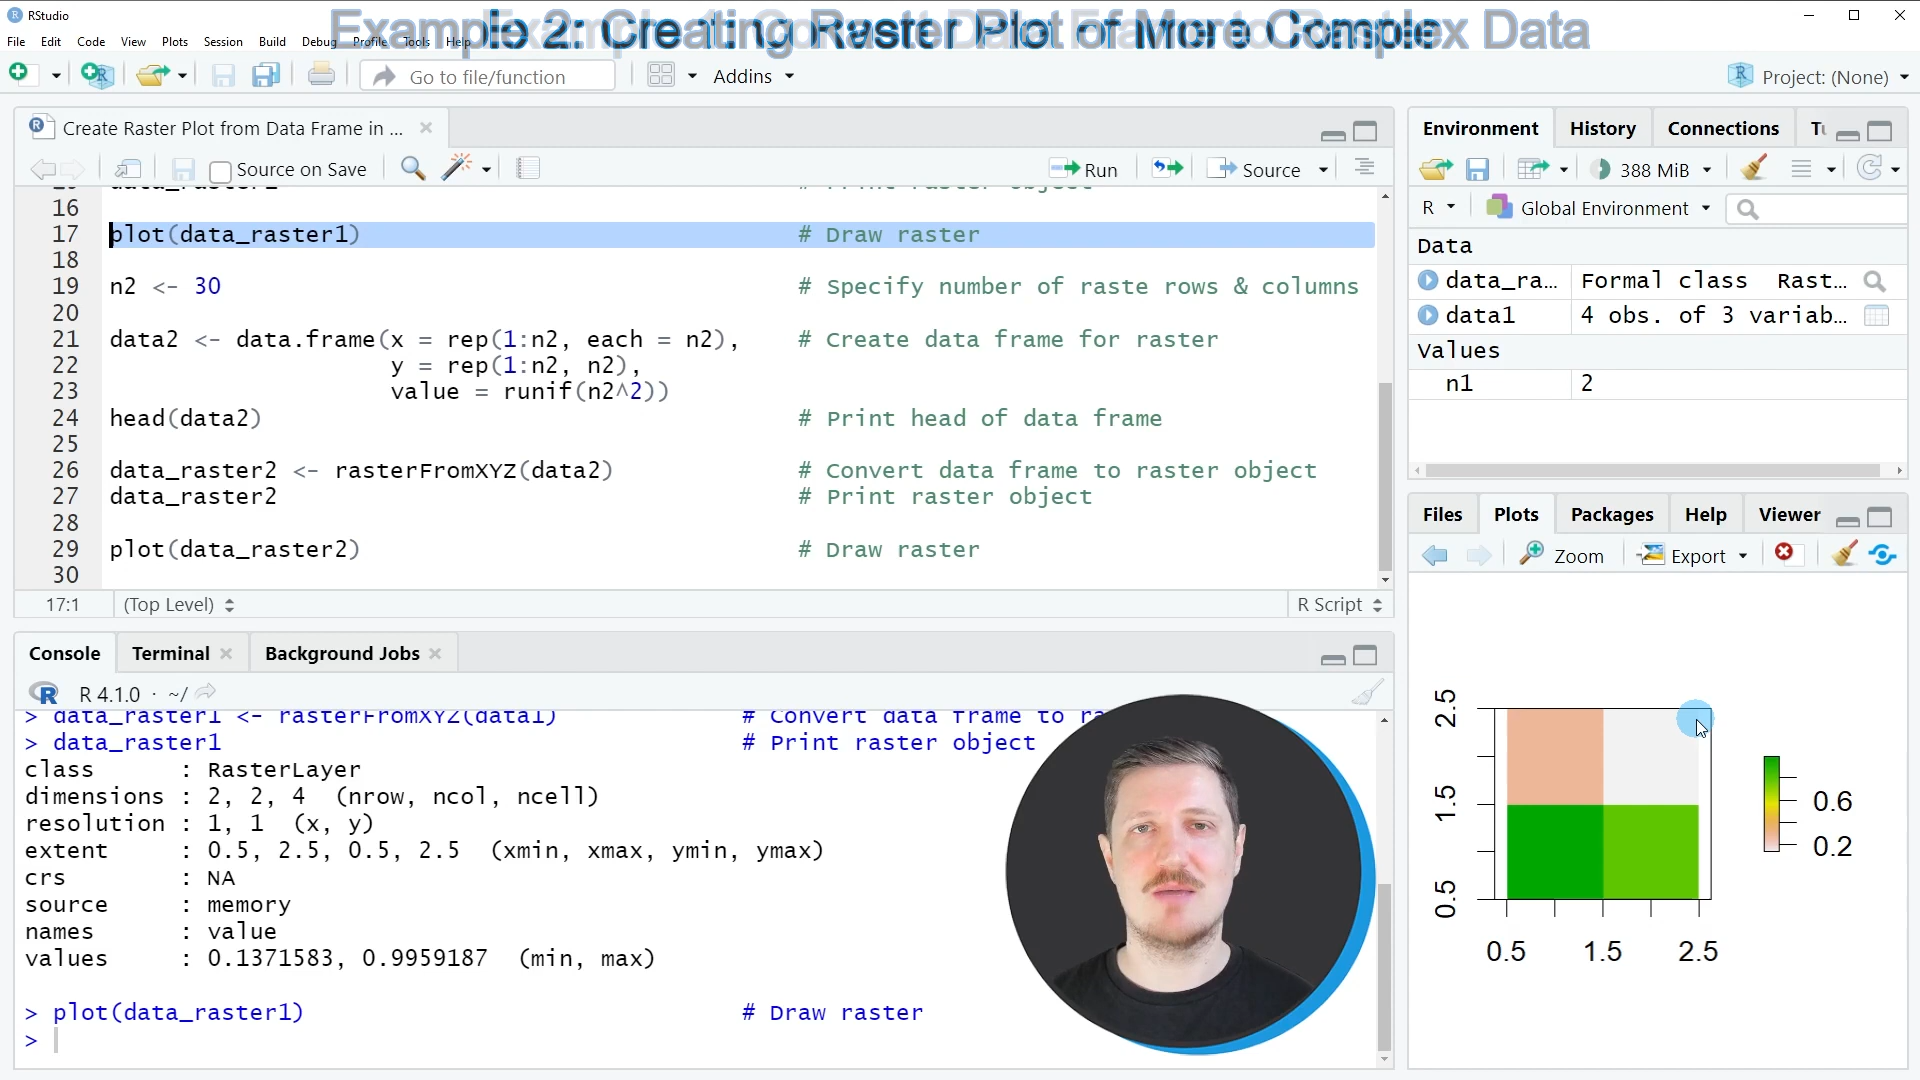 RStudio
Example 2: Creating Raster Plot of More Complex Data
File Edit Code View Plots Session Build Debug Profile Tools Help
Go to file/function
Addins
Project: (None)
Create Raster Plot from Data Frame in ...
Source on Save
Run
Source
16
17 plot(data_raster1) # Draw raster
18
19 n2 <- 30 # Specify number of raste rows & columns
20
21 data2 <- data.frame(x = rep(1:n2, each = n2), # Create data frame for raster
22 y = rep(1:n2, n2),
23 value = runif(n2^2))
24 head(data2) # Print head of data frame
25
26 data_raster2 <- rasterFromXYZ(data2) # Convert data frame to raster object
27 data_raster2 # Print raster object
28
29 plot(data_raster2) # Draw raster
30
17:1 (Top Level) R Script
Console Terminal Background Jobs
R 4.1.0 · ~/
> data_raster1 <- rasterFromXYZ(data1) # Convert data frame to ra
> data_raster1 # Print raster object
class : RasterLayer
dimensions : 2, 2, 4 (nrow, ncol, ncell)
resolution : 1, 1 (x, y)
extent : 0.5, 2.5, 0.5, 2.5 (xmin, xmax, ymin, ymax)
crs : NA
source : memory
names : value
values : 0.1371583, 0.9959187 (min, max)
> plot(data_raster1) # Draw raster
>
Environment History Connections
388 MiB
R Global Environment
Data
data_ra... Formal class Rast...
data1 4 obs. of 3 variab...
Values
n1 2
Files Plots Packages Help Viewer
Zoom Export
2.5
1.5
0.5
0.5 1.5 2.5
0.6
0.2